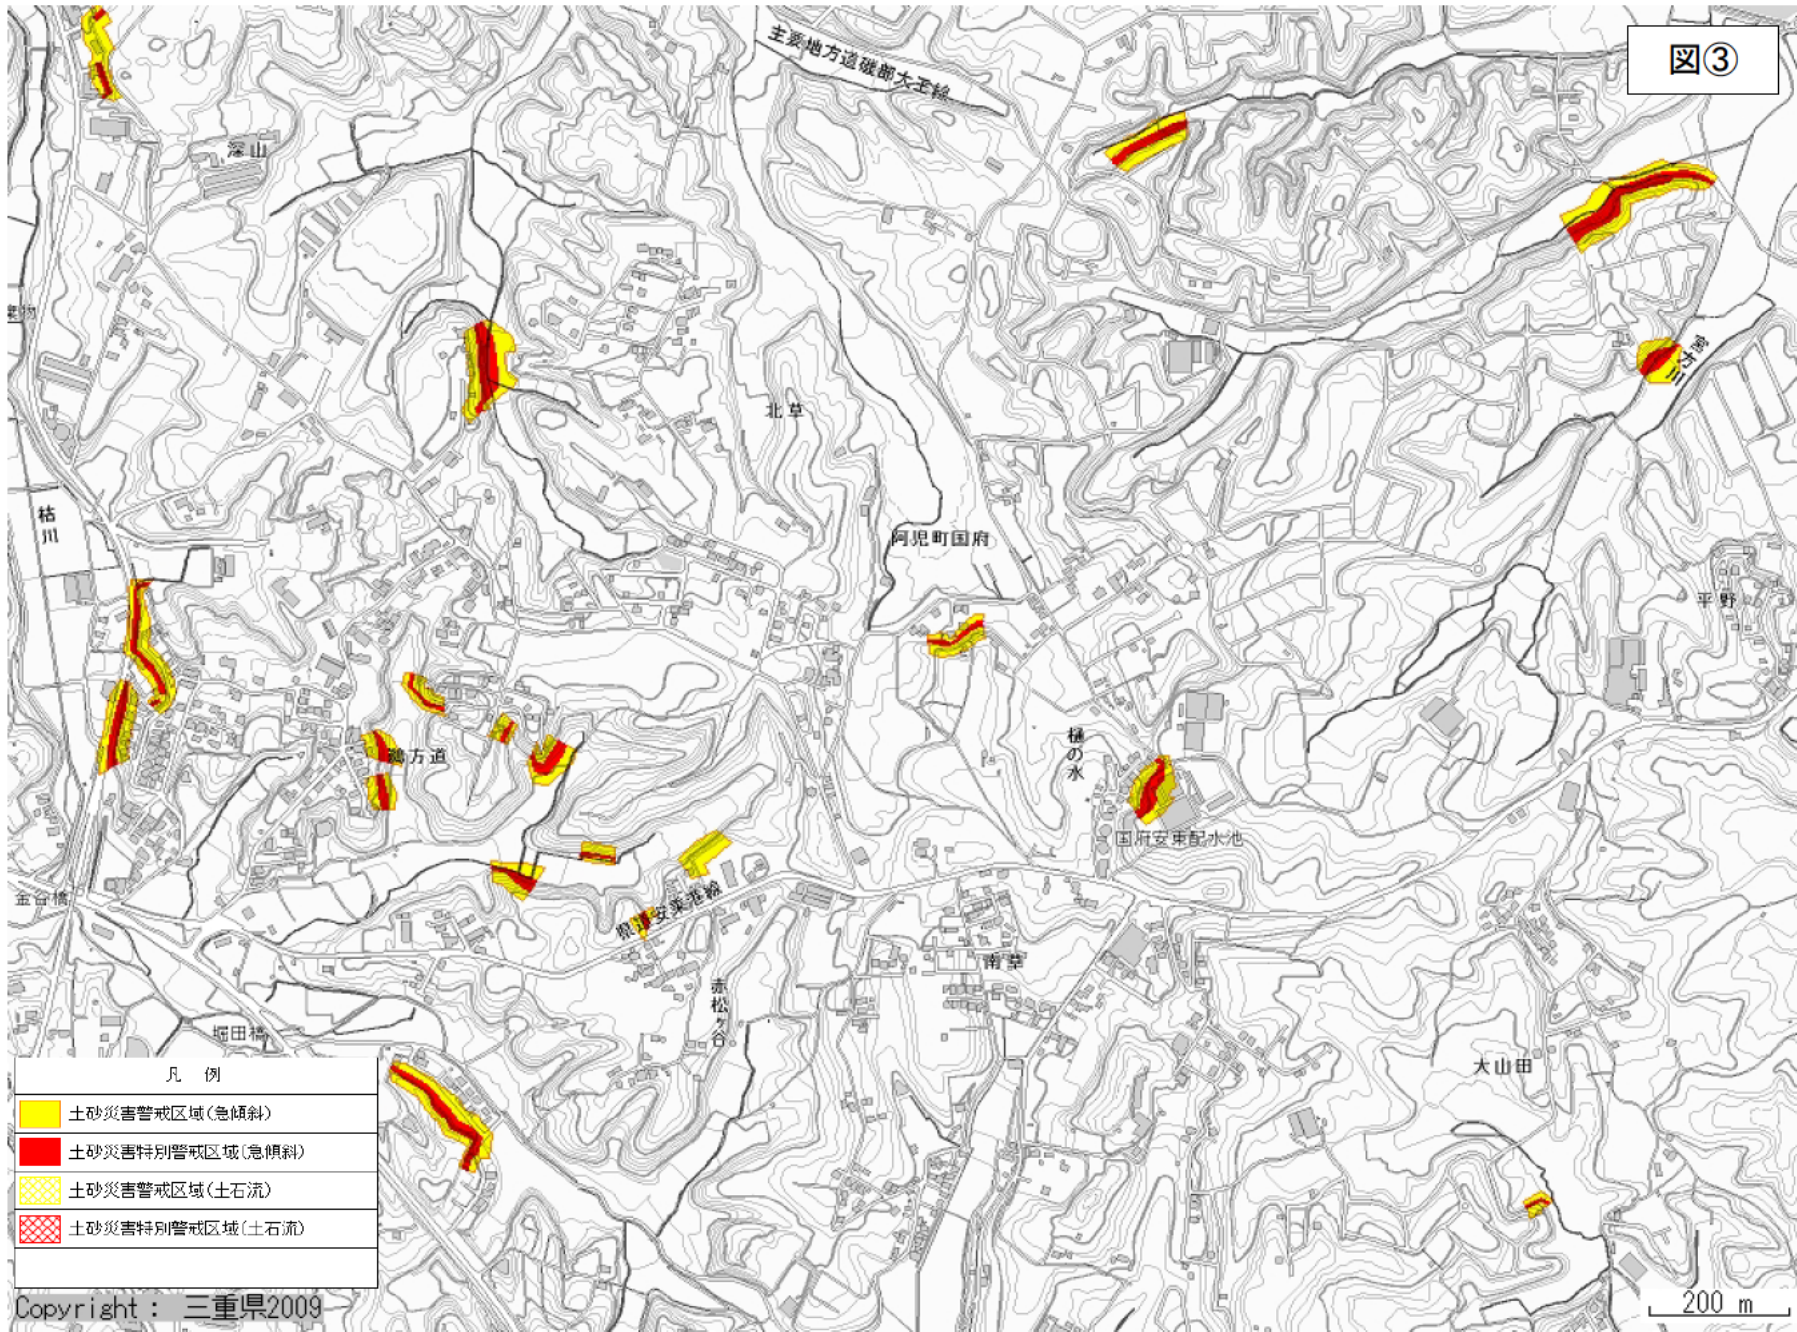 図③
主要地方道磯部大王線
深山
北草
枯川
阿児町国府
平野
鵜方道
樋の水
国府安東配水池
金谷橋
県道安乗港線
南草
赤松ヶ谷
堀田橋
大山田
凡 例
土砂災害警戒区域(急傾斜)
土砂災害特別警戒区域(急傾斜)
土砂災害警戒区域(土石流)
土砂災害特別警戒区域(土石流)
Copyright : 三重県2009
200 m